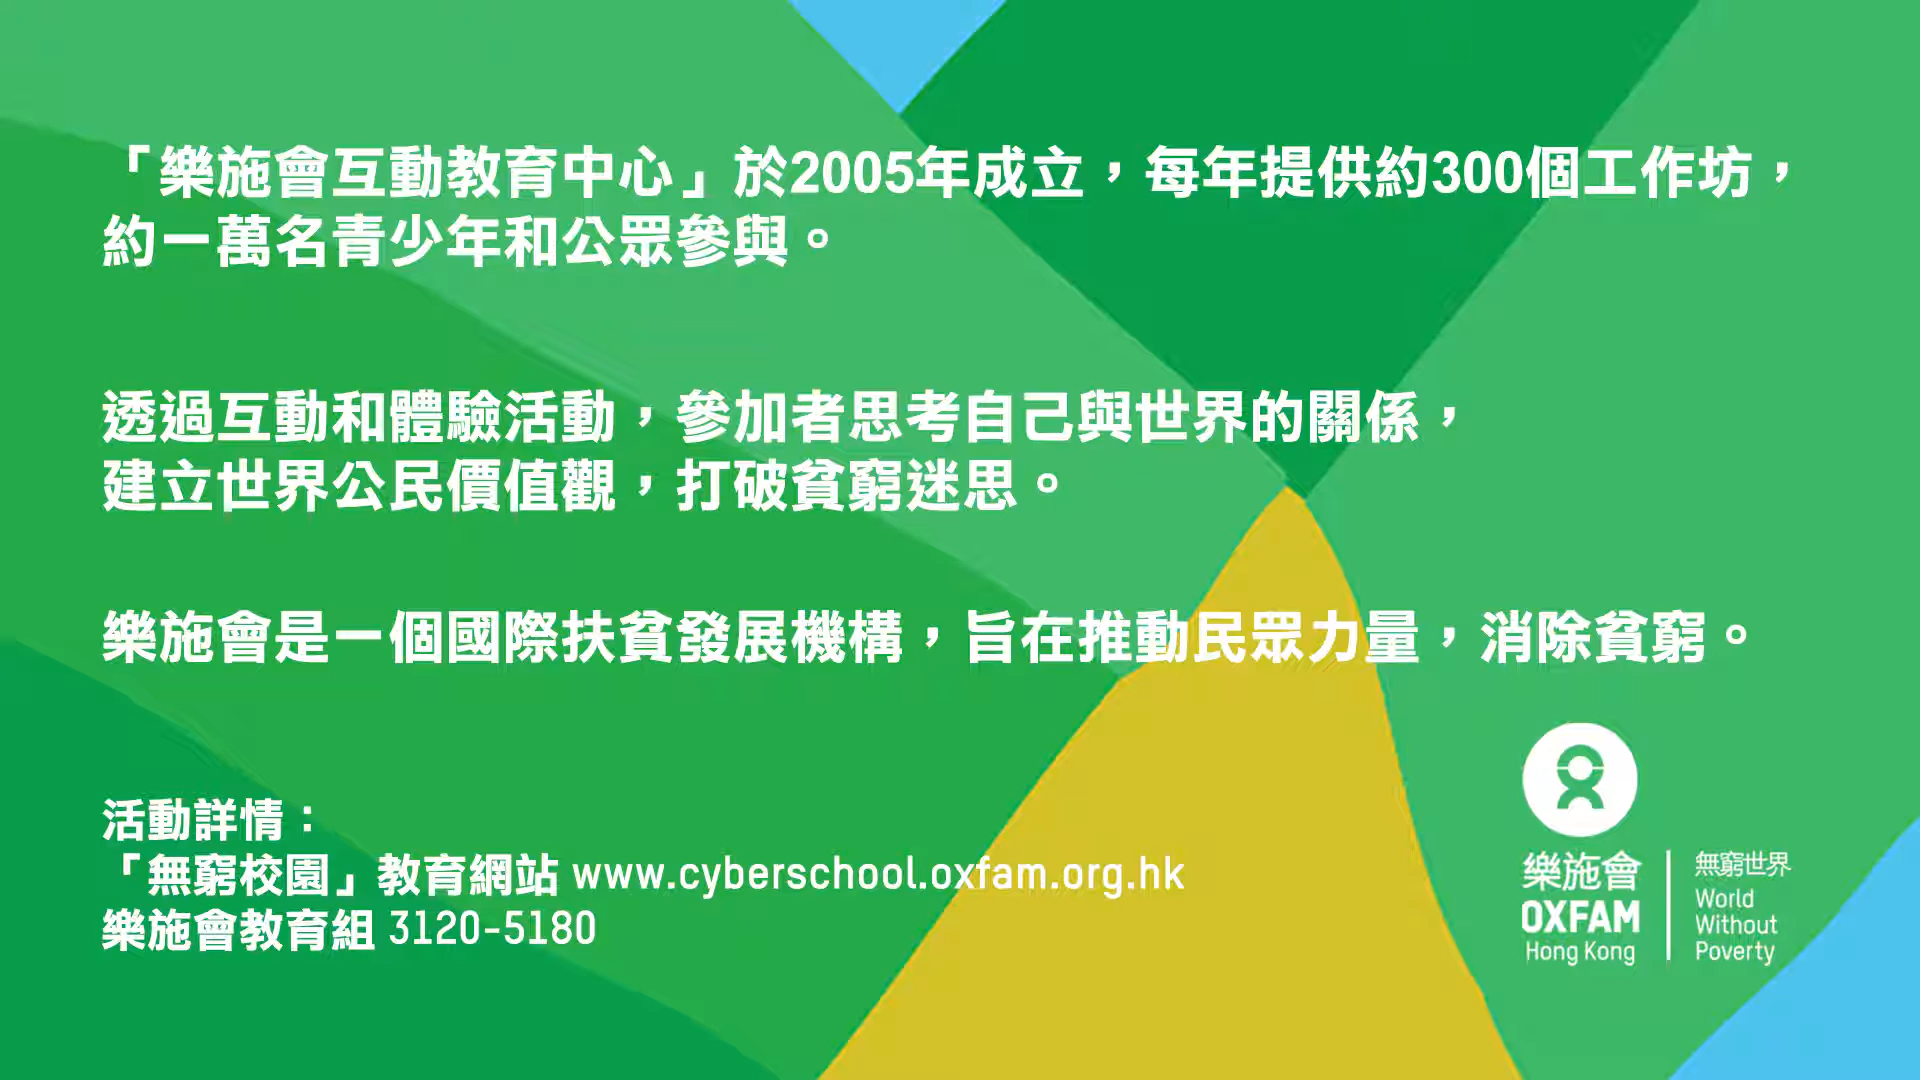 「樂施會互動教育中心」於2005年成立，每年提供約300個工作坊，
約一萬名青少年和公眾參與。
透過互動和體驗活動，參加者思考自己與世界的關係，
建立世界公民價值觀，打破貧窮迷思。
樂施會是一個國際扶貧發展機構，旨在推動民眾力量，消除貧窮。
活動詳情：
「無窮校園」教育網站 www.cyberschool.oxfam.org.hk
樂施會教育組 3120-5180
樂施會
OXFAM
Hong Kong
無窮世界
World
Without
Poverty